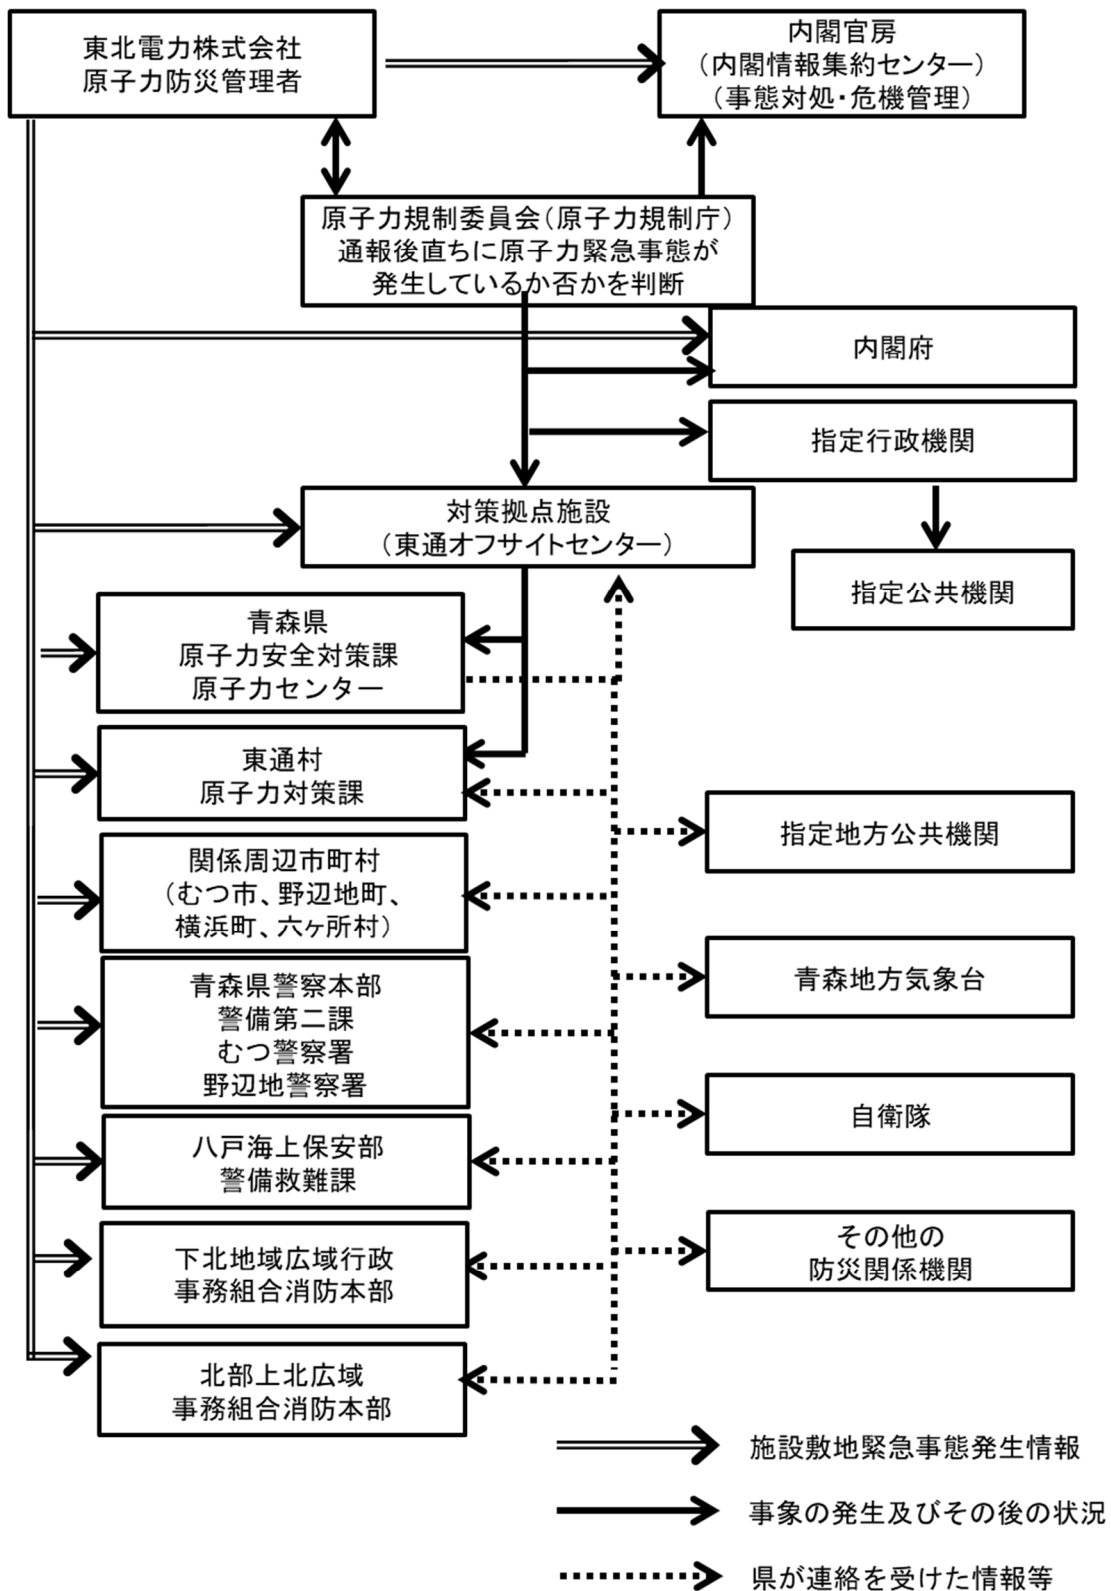 東北電力株式会社
原子力防災管理者
内閣官房
(内閣情報集約センター)
(事態対処・危機管理)
原子力規制委員会(原子力規制庁)
通報後直ちに原子力緊急事態が
発生しているか否かを判断
内閣府
指定行政機関
対策拠点施設
(東通オフサイトセンター)
指定公共機関
青森県
原子力安全対策課
原子力センター
東通村
原子力対策課
指定地方公共機関
関係周辺市町村
(むつ市、野辺地町、
横浜町、六ヶ所村)
青森地方気象台
青森県警察本部
警備第二課
むつ警察署
野辺地警察署
自衛隊
八戸海上保安部
警備救難課
その他の
防災関係機関
下北地域広域行政
事務組合消防本部
北部上北広域
事務組合消防本部
施設敷地緊急事態発生情報
事象の発生及びその後の状況
県が連絡を受けた情報等